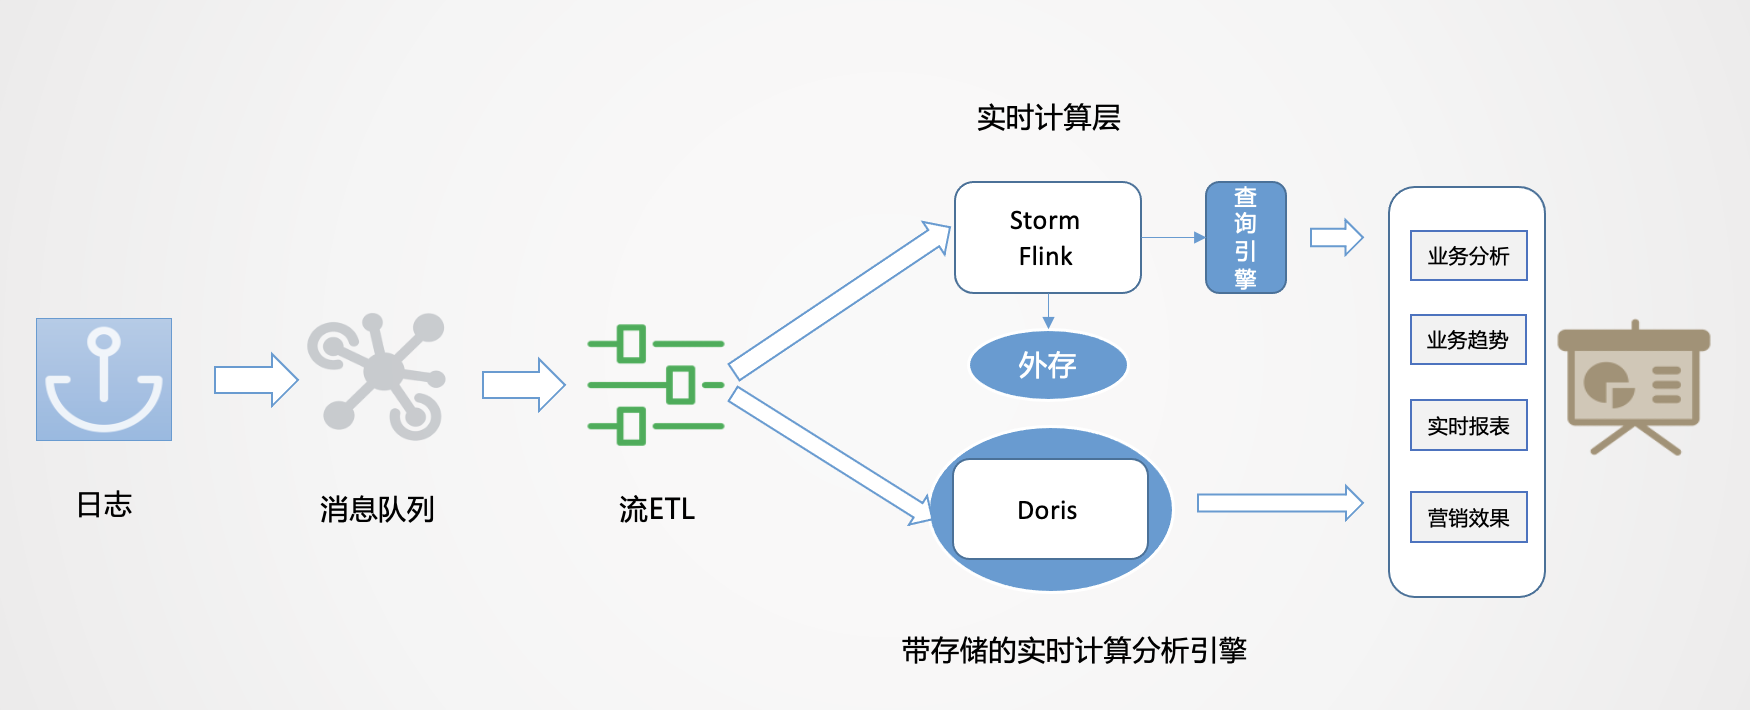 实时计算层
Storm
Flink
查询引擎
外存
日志
消息队列
流ETL
Doris
带存储的实时计算分析引擎
业务分析
业务趋势
实时报表
营销效果